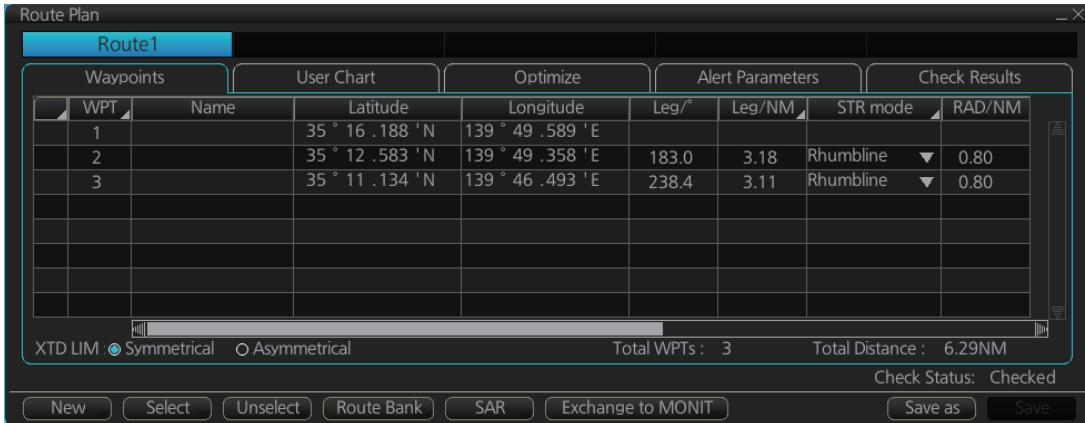 Route Plan
Route1
Waypoints User Chart Optimize Alert Parameters Check Results
WPT Name Latitude Longitude Leg/° Leg/NM STR mode RAD/NM
1 35 ° 16 .188 'N 139 ° 49 .589 'E
2 35 ° 12 .583 'N 139 ° 49 .358 'E 183.0 3.18 Rhumbline 0.80
3 35 ° 11 .134 'N 139 ° 46 .493 'E 238.4 3.11 Rhumbline 0.80
XTD LIM : Symmetrical Asymmetrical Total WPTs : 3 Total Distance : 6.29NM
Check Status: Checked
New Select Unselect Route Bank SAR Exchange to MONIT Save as Save